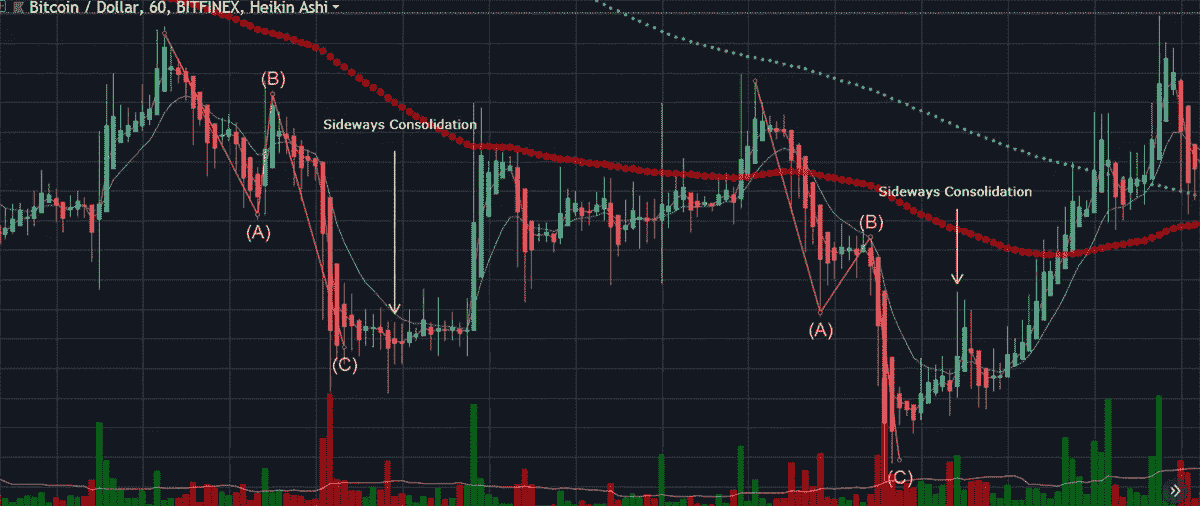 Bitcoin / Dollar, 60, BITFINEX, Heikin Ashi
(B)
Sideways Consolidation
(A)
(C)
Sideways Consolidation
(B)
(A)
(C)